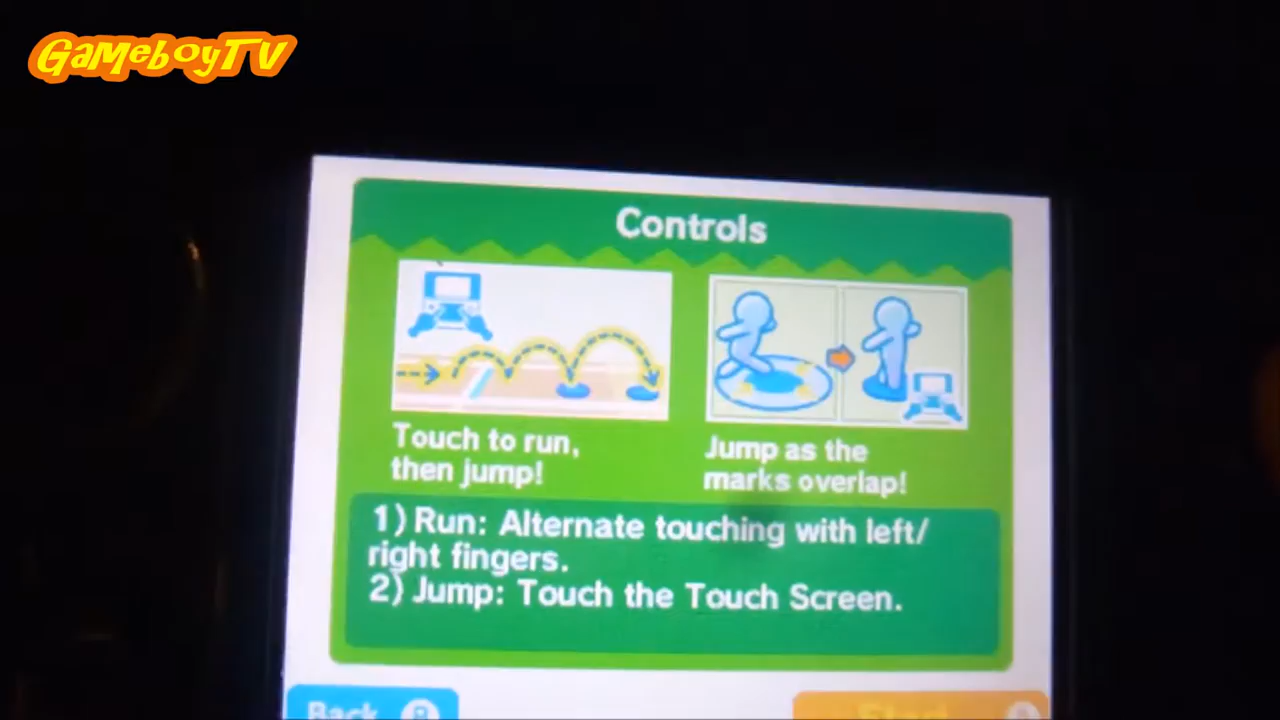 GameboyTV
Controls
Touch to run,
then jump!
Jump as the
marks overlap!
1) Run: Alternate touching with left/
right fingers.
2) Jump: Touch the Touch Screen.
Back
Start